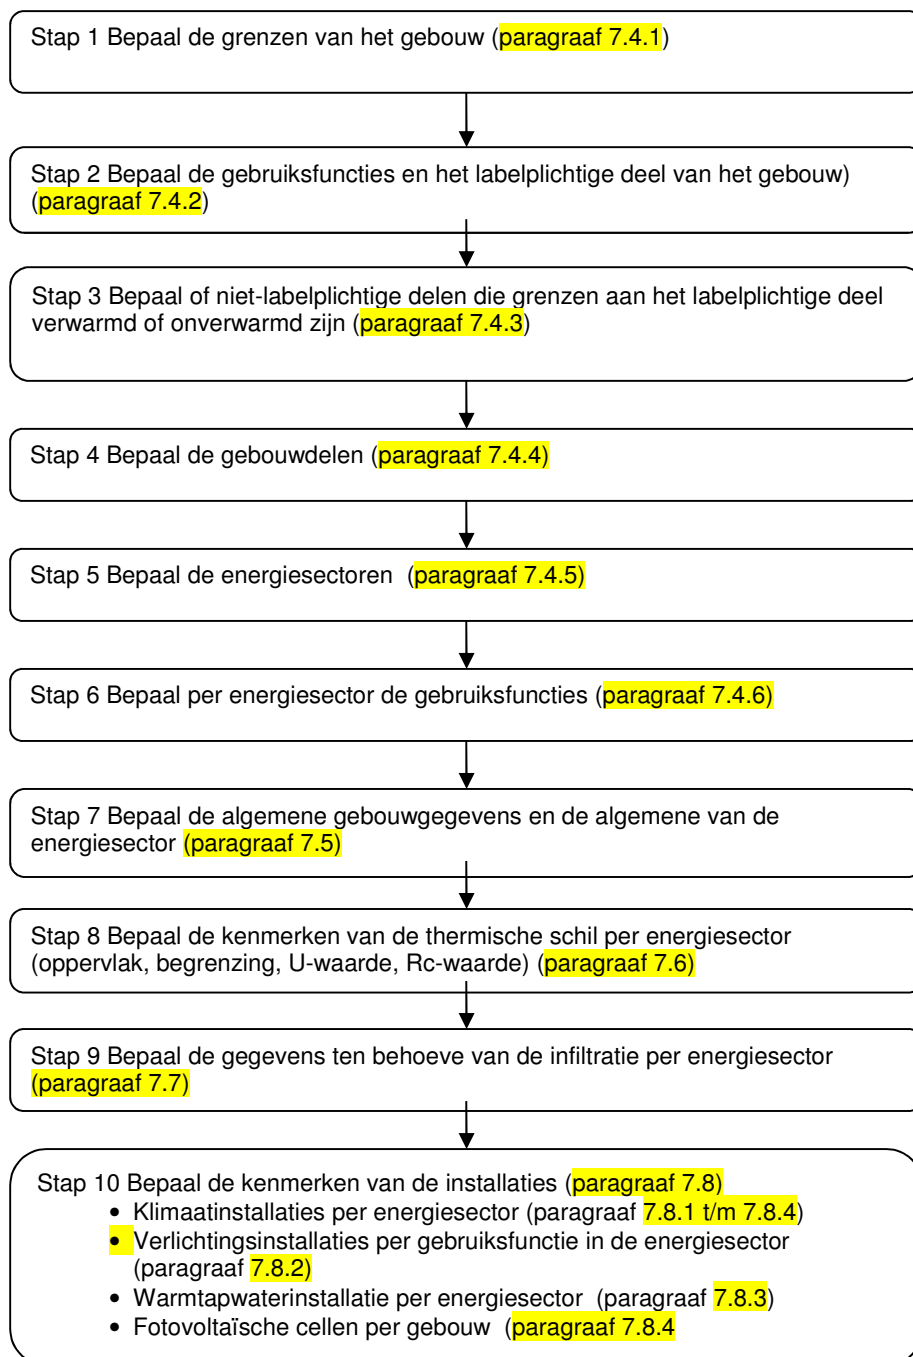 Stap 1 Bepaal de grenzen van het gebouw (paragraaf 7.4.1)
Stap 2 Bepaal de gebruiksfuncties en het labelplichtige deel van het gebouw)
(paragraaf 7.4.2)
Stap 3 Bepaal of niet-labelplichtige delen die grenzen aan het labelplichtige deel
verwarmd of onverwarmd zijn (paragraaf 7.4.3)
Stap 4 Bepaal de gebouwdelen (paragraaf 7.4.4)
Stap 5 Bepaal de energiesectoren  (paragraaf 7.4.5)
Stap 6 Bepaal per energiesector de gebruiksfuncties (paragraaf 7.4.6)
Stap 7 Bepaal de algemene gebouwgegevens en de algemene van de
energiesector (paragraaf 7.5)
Stap 8 Bepaal de kenmerken van de thermische schil per energiesector
(oppervlak, begrenzing, U-waarde, Rc-waarde) (paragraaf 7.6)
Stap 9 Bepaal de gegevens ten behoeve van de infiltratie per energiesector
(paragraaf 7.7)
Stap 10 Bepaal de kenmerken van de installaties (paragraaf 7.8)
• Klimaatinstallaties per energiesector (paragraaf 7.8.1 t/m 7.8.4)
• Verlichtingsinstallaties per gebruiksfunctie in de energiesector
(paragraaf 7.8.2)
• Warmtapwaterinstallatie per energiesector  (paragraaf 7.8.3)
• Fotovoltaïsche cellen per gebouw  (paragraaf 7.8.4